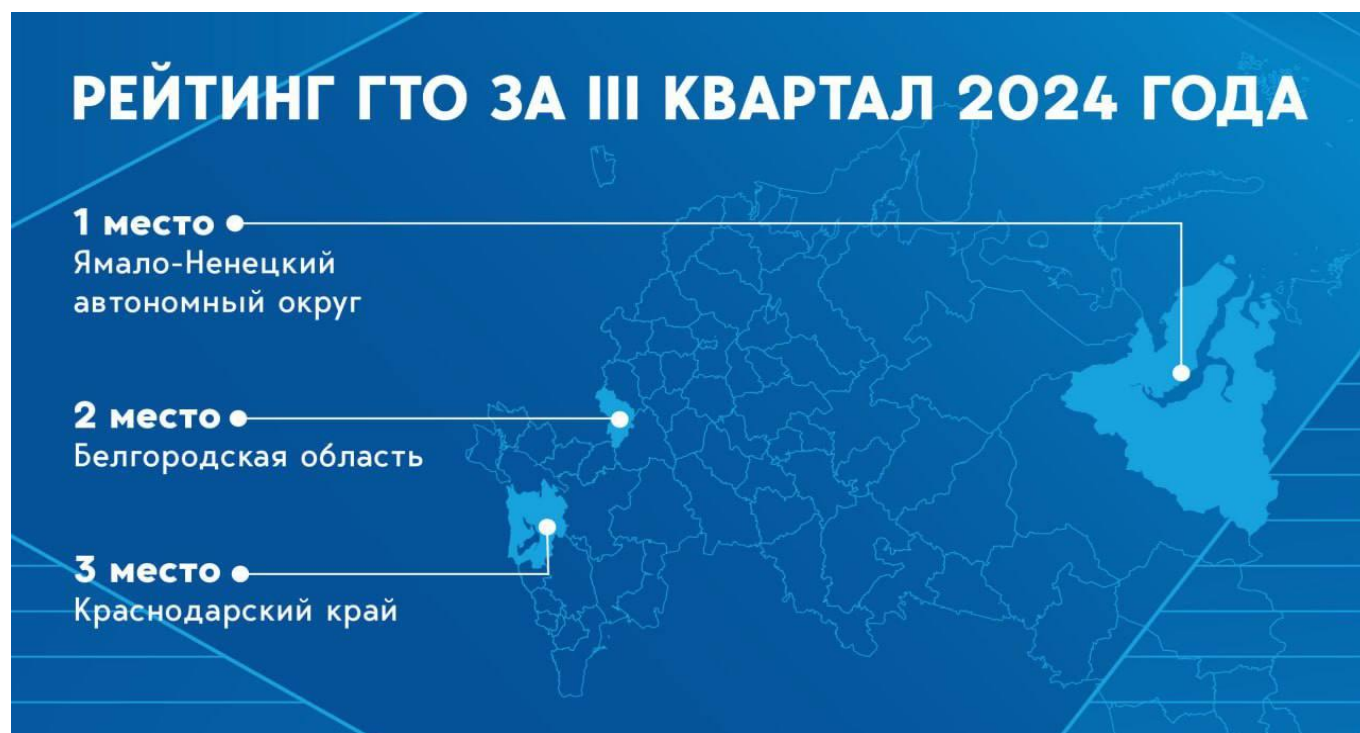 РЕЙТИНГ ГТО ЗА III КВАРТАЛ 2024 ГОДА
1 место
Ямало-Ненецкий
автономный округ
2 место
Белгородская область
3 место
Краснодарский край